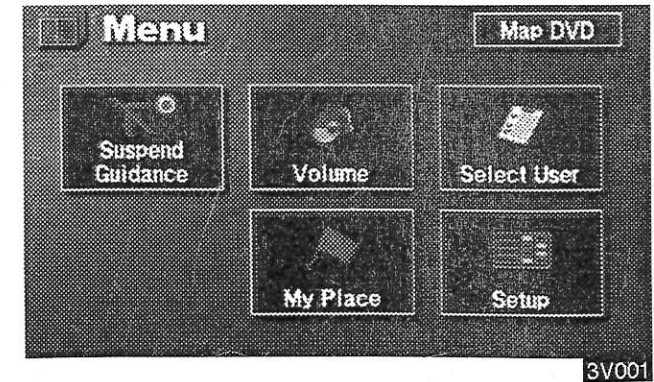 Menu
Map DVD
Suspend
Guidance
Volume
Select User
My Place
Setup
3V001